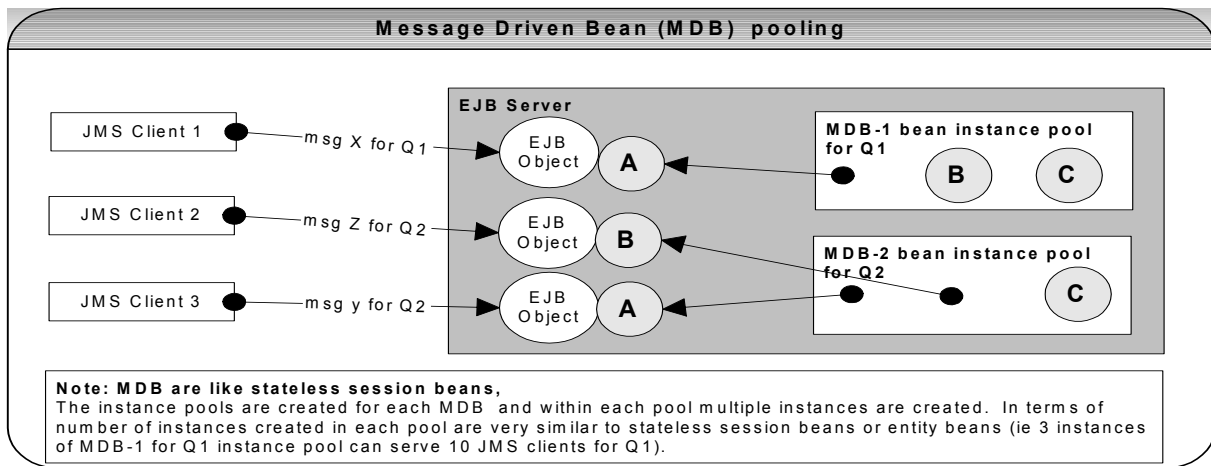 Message Driven Bean (MDB) pooling
EJB Server
JMS Client 1
msg X for Q1
EJB
Object
A
MDB-1 bean instance pool
for Q1
B
C
JMS Client 2
msg Z for Q2
EJB
Object
B
MDB-2 bean instance pool
for Q2
C
JMS Client 3
msg y for Q2
EJB
Object
A
Note: MDB are like stateless session beans,
The instance pools are created for each MDB and within each pool multiple instances are created. In terms of
number of instances created in each pool are very similar to stateless session beans or entity beans (ie 3 instances
of MDB-1 for Q1 instance pool can serve 10 JMS clients for Q1).